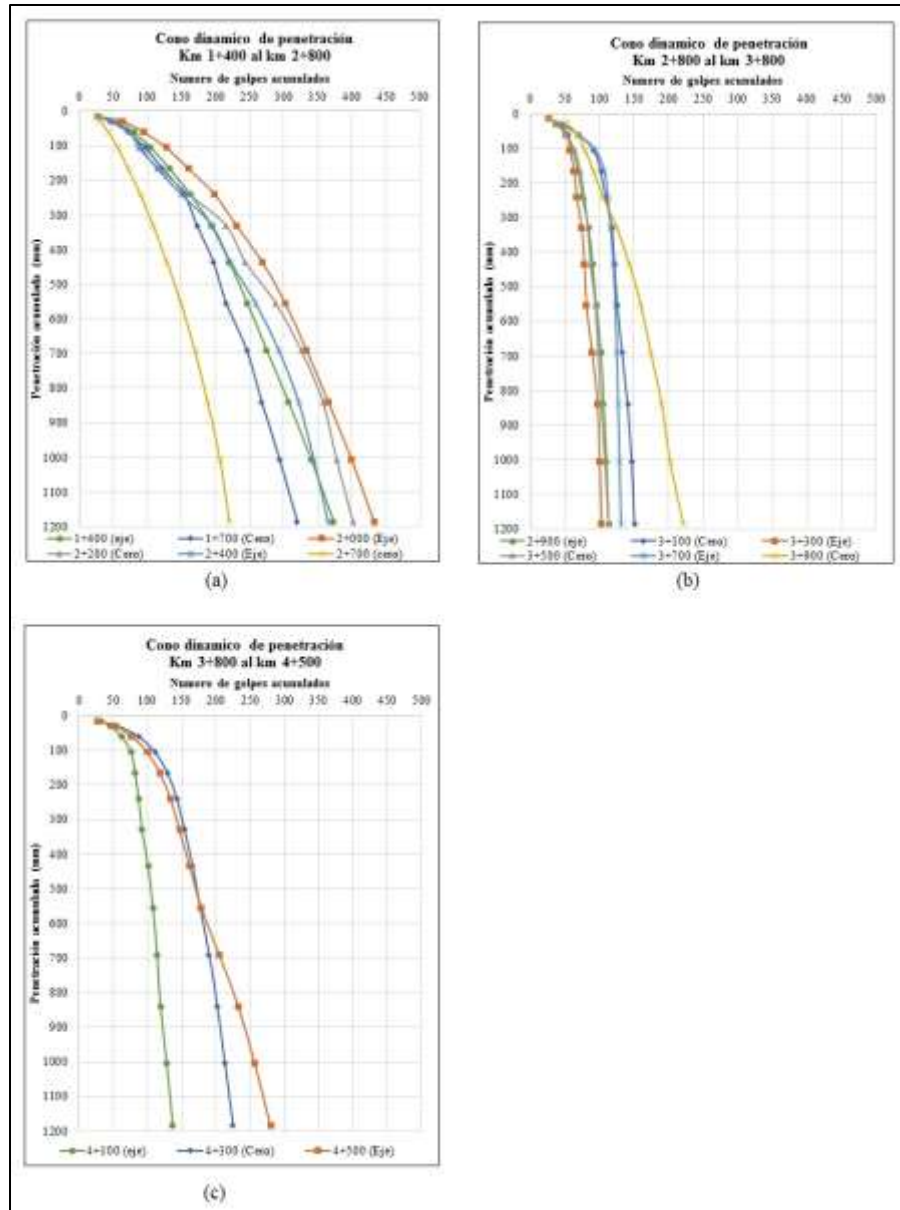 Cono dinamico de penetración
Km 1+400 al km 2+800
Numero de golpes acumulados
0 50 100 150 200 250 300 350 400 450 500
Penetración acumulada (mm)
0
100
200
300
400
500
600
700
800
900
1000
1100
1200
1+400 (eje) 1+700 (Cero) 2+000 (Eje)
2+200 (Cero) 2+400 (Eje) 2+700 (cero)
(a)
Cono dinamico de penetración
Km 2+800 al km 3+800
Numero de golpes acumulados
0 50 100 150 200 250 300 350 400 450 500
Penetración acumulada (mm)
0
100
200
300
400
500
600
700
800
900
1000
1100
1200
2+900 (eje) 3+100 (Cero) 3+300 (Eje)
3+500 (Cero) 3+700 (Eje) 3+800 (Cero)
(b)
Cono dinamico de penetración
Km 3+800 al km 4+500
Numero de golpes acumulados
0 50 100 150 200 250 300 350 400 450 500
Penetración acumulada (mm)
0
100
200
300
400
500
600
700
800
900
1000
1100
1200
4+100 (eje) 4+300 (Cero) 4+500 (Eje)
(c)